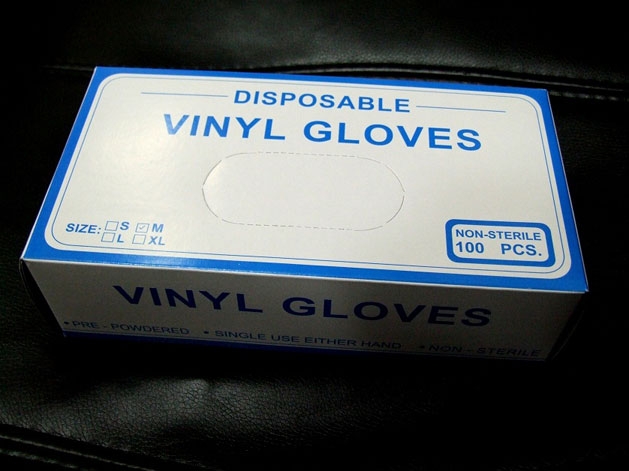 DISPOSABLE
VINYL GLOVES
SIZE: S M
L XL
NON-STERILE
100 PCS.
VINYL GLOVES
• PRE - POWDERED • SINGLE USE EITHER HAND • NON - STERILE